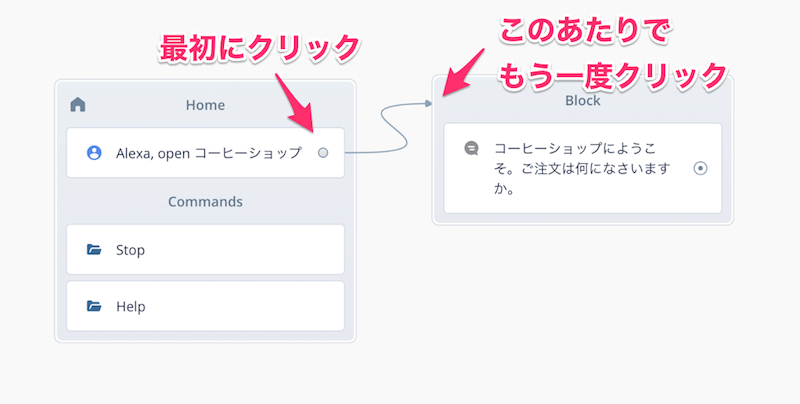 最初にクリック
このあたりで
もう一度クリック
Home
Alexa, open コーヒーショップ
Commands
Stop
Help
Block
コーヒーショップにようこ
そ。ご注文は何になさいます
か。